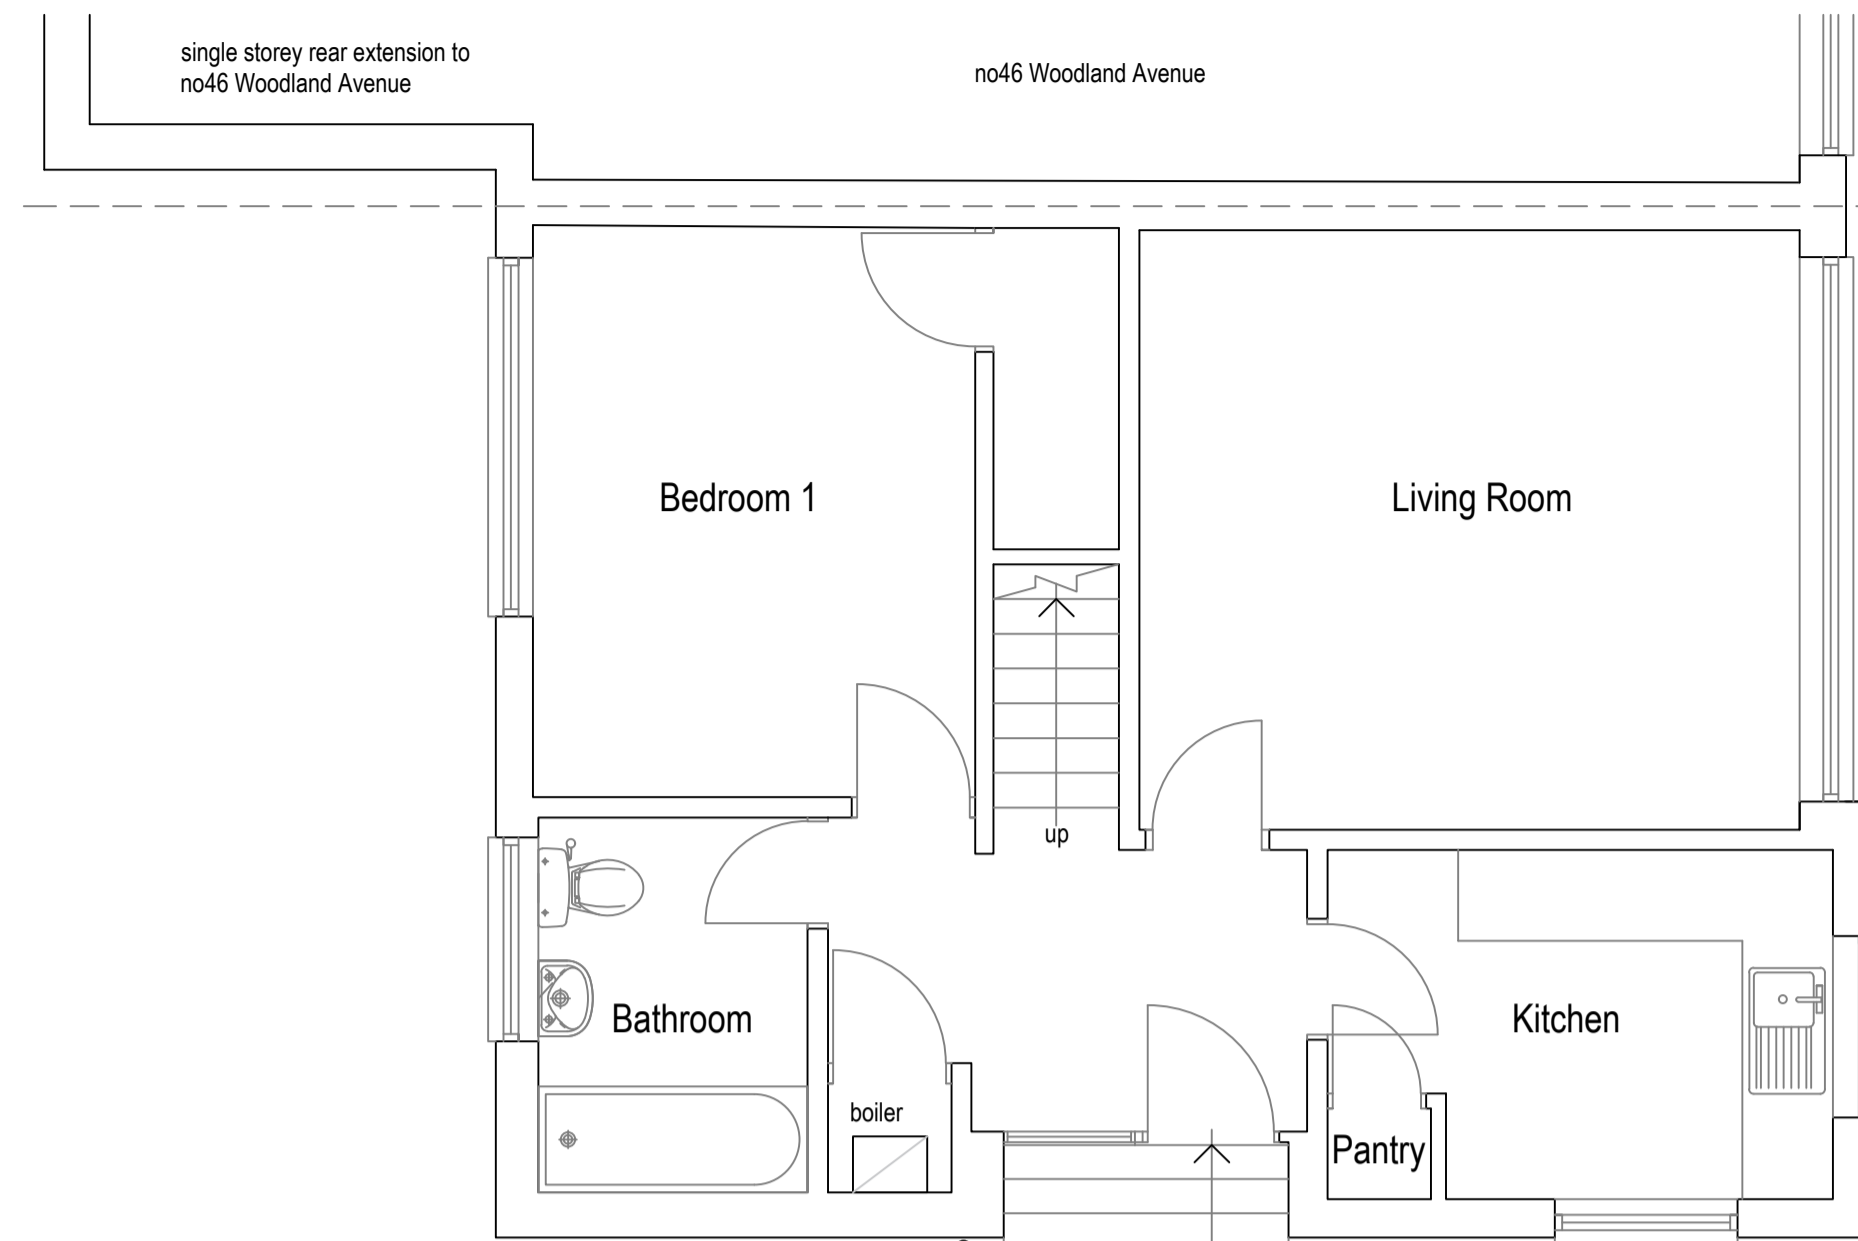 single storey rear extension to
no46 Woodland Avenue
no46 Woodland Avenue
Bedroom 1
Living Room
up
Bathroom
Kitchen
boiler
Pantry